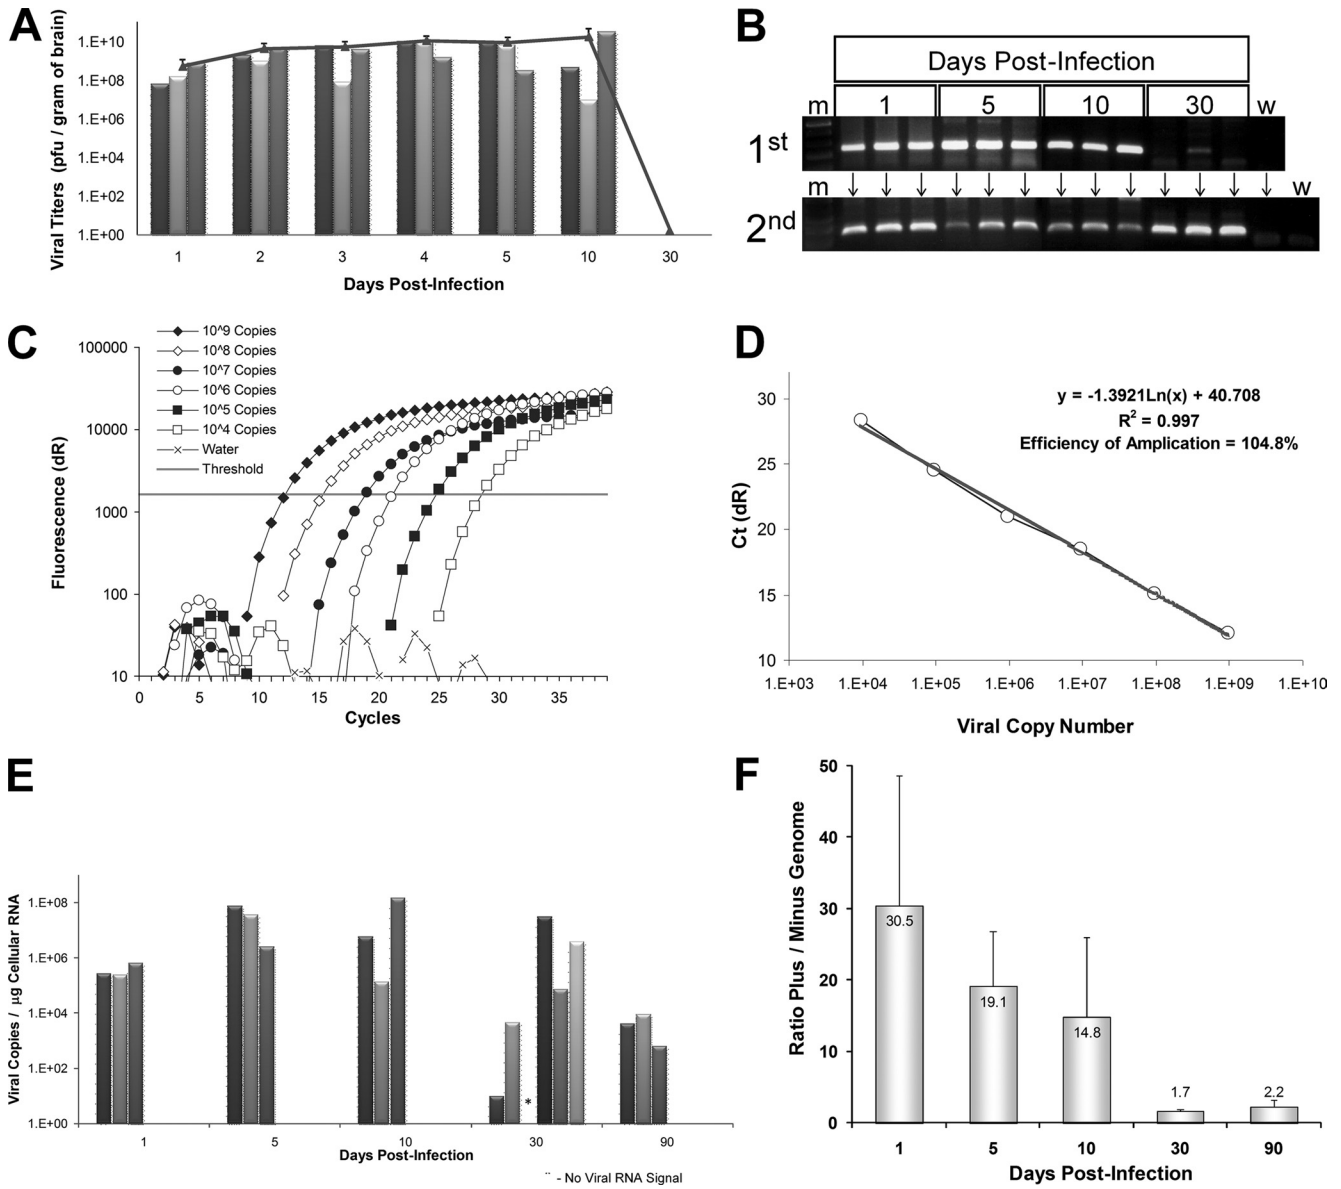 A
Viral Titers (pfu / gram of brain)
1.E+10
1.E+08
1.E+06
1.E+04
1.E+02
1.E+00
1 2 3 4 5 10 30
Days Post-Infection
B
Days Post-Infection
m 1 5 10 30 w
1st
m w
2nd
C
10^9 Copies
10^8 Copies
10^7 Copies
10^6 Copies
10^5 Copies
10^4 Copies
Water
Threshold
Fluorescence (dR)
100000
10000
1000
100
10
0 5 10 15 20 25 30 35
Cycles
D
y = -1.3921Ln(x) + 40.708
R2 = 0.997
Efficiency of Amplication = 104.8%
Ct (dR)
30
25
20
15
10
1.E+03 1.E+04 1.E+05 1.E+06 1.E+07 1.E+08 1.E+09 1.E+10
Viral Copy Number
E
Viral Copies / µg Cellular RNA
1.E+08
1.E+06
1.E+04
1.E+02
1.E+00
*
1 5 10 30 90
Days Post-Infection
¨ - No Viral RNA Signal
F
Ratio Plus / Minus Genome
50
40
30
20
10
0
30.5
19.1
14.8
1.7
2.2
1 5 10 30 90
Days Post-Infection